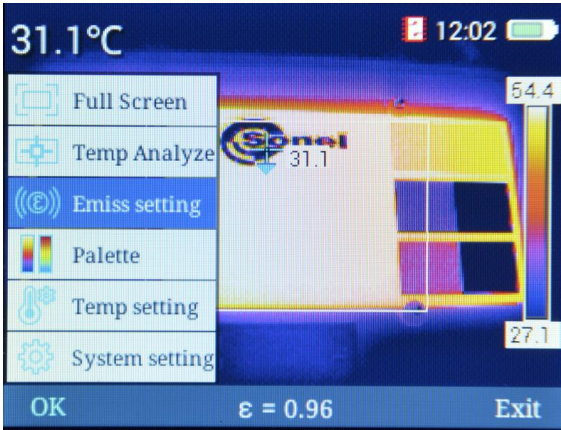 31.1°C
12:02
Full Screen
Temp Analyze
((ε)) Emiss setting
Palette
Temp setting
System setting
Sonel
31.1
54.4
27.1
OK
ε = 0.96
Exit